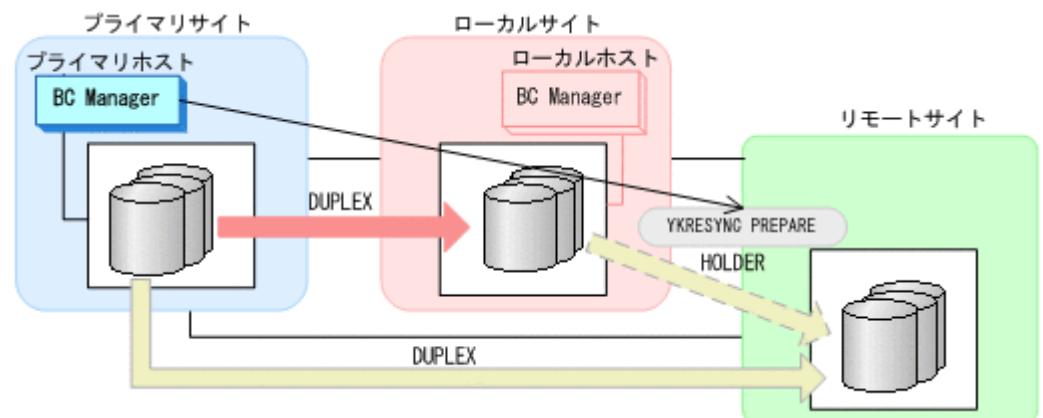 プライマリサイト
ローカルサイト
プライマリホスト
ローカルホスト
BC Manager
BC Manager
リモートサイト
DUPLEX
YKRESYNC PREPARE
HOLDER
DUPLEX